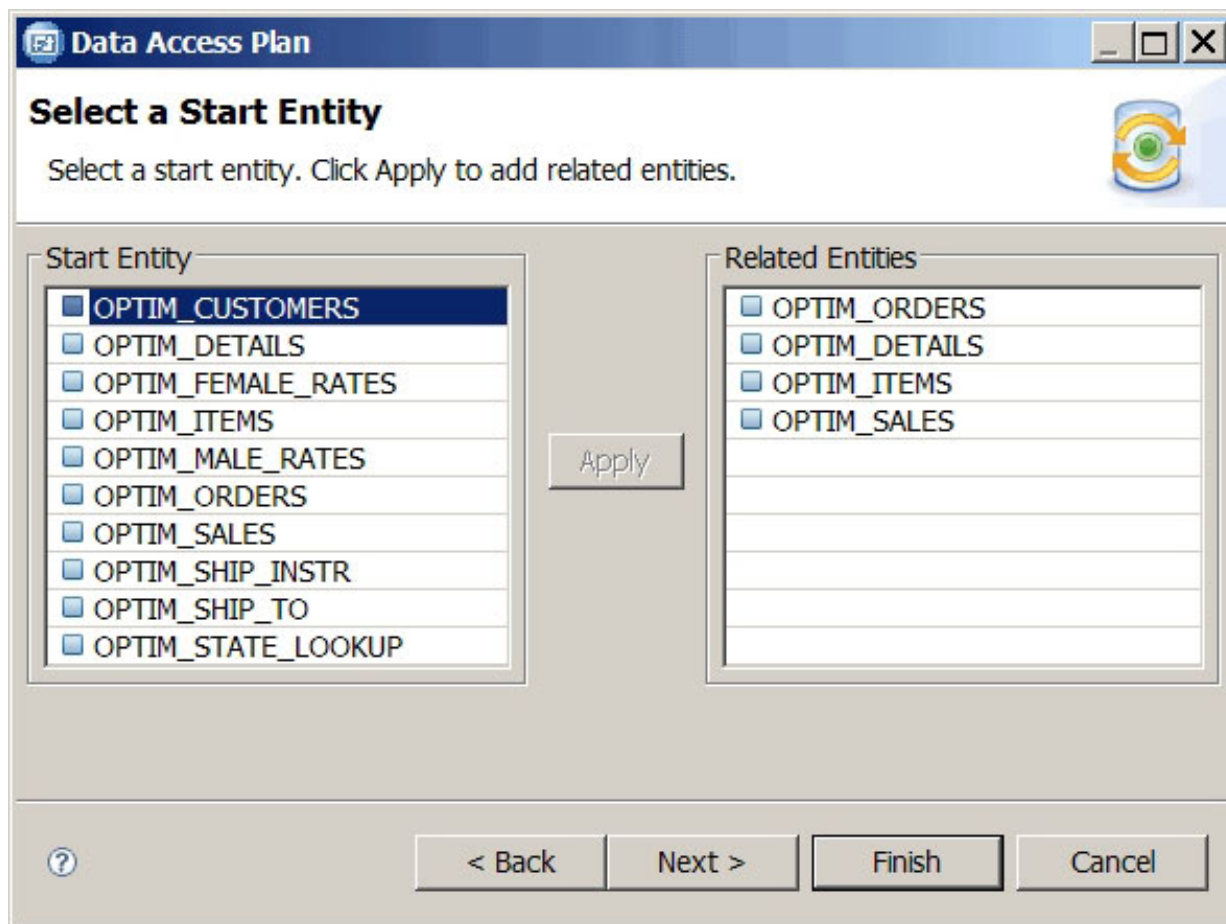 Data Access Plan
Select a Start Entity
Select a start entity. Click Apply to add related entities.
Start Entity
OPTIM_CUSTOMERS
OPTIM_DETAILS
OPTIM_FEMALE_RATES
OPTIM_ITEMS
OPTIM_MALE_RATES
OPTIM_ORDERS
OPTIM_SALES
OPTIM_SHIP_INSTR
OPTIM_SHIP_TO
OPTIM_STATE_LOOKUP
Apply
Related Entities
OPTIM_ORDERS
OPTIM_DETAILS
OPTIM_ITEMS
OPTIM_SALES
? < Back Next > Finish Cancel